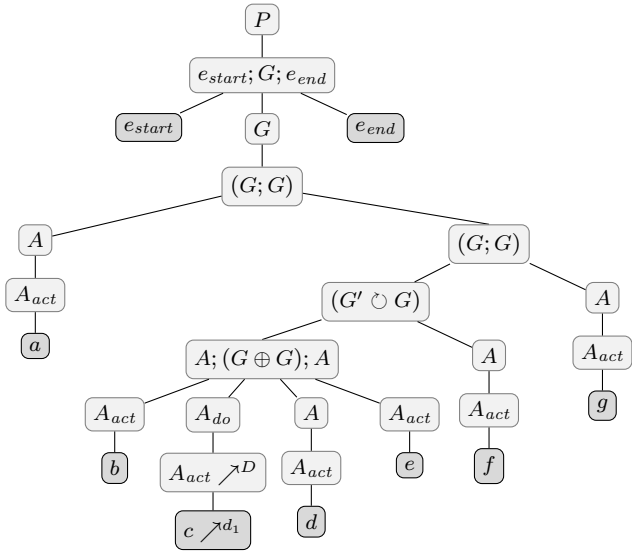 P
e_start; G; e_end
e_start G e_end
(G; G)
A (G; G)
A_act (G′ ↻ G) A
a A; (G ⊕ G); A A A_act
A_act A_do A A_act A_act g
b A_act ↗^D A_act e f
c ↗^d₁ d